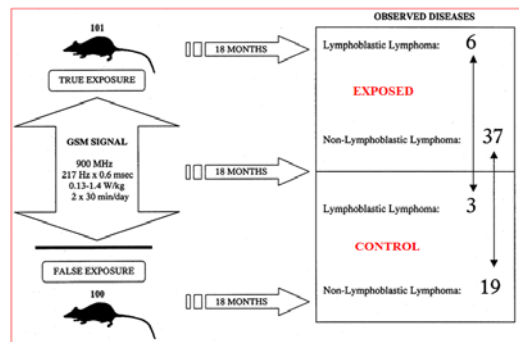 OBSERVED DISEASES
101
18 MONTHS
Lymphoblastic Lymphoma: 6
TRUE EXPOSURE
EXPOSED
GSM SIGNAL
900 MHz
217 Hz x 0.6 msec
0.13-1.4 W/kg
2 x 30 min/day
Non-Lymphoblastic Lymphoma: 37
18 MONTHS
Lymphoblastic Lymphoma: 3
CONTROL
FALSE EXPOSURE
100
18 MONTHS
Non-Lymphoblastic Lymphoma: 19